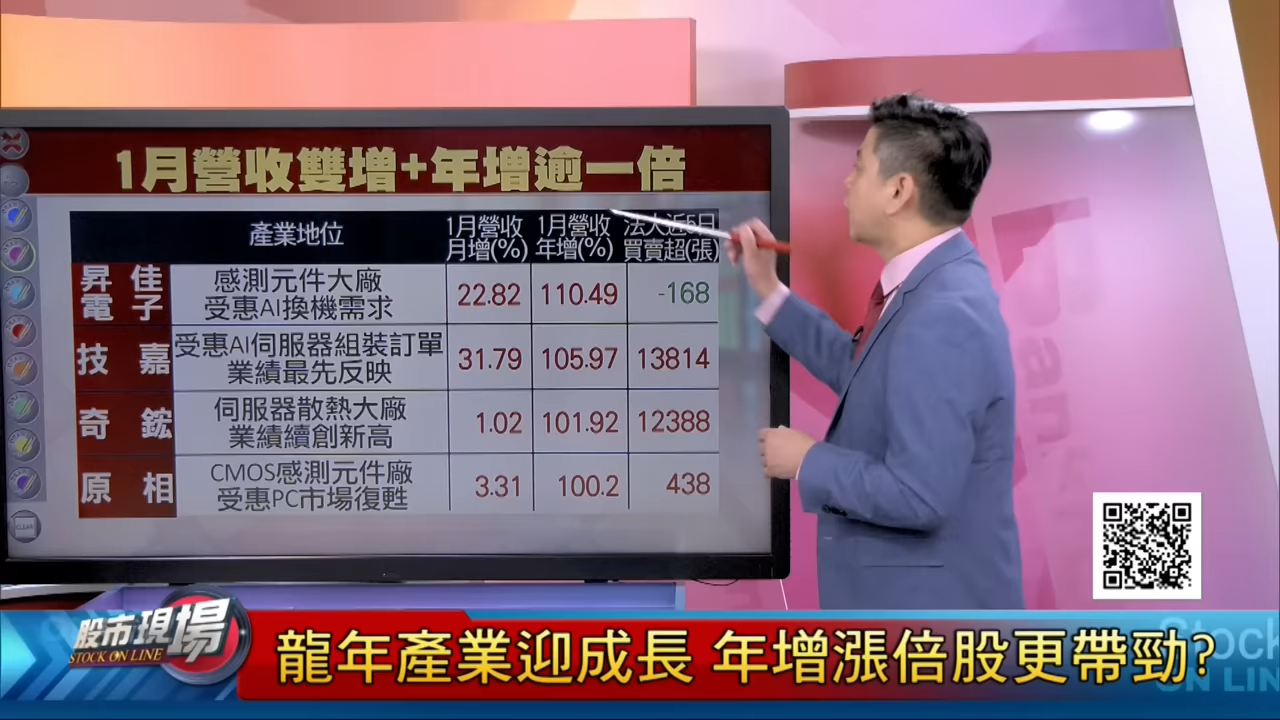 1月營收雙增+年增逾一倍
產業地位
1月營收
月增(%)
1月營收
年增(%)
法人近5日
買賣超(張)
昇佳
電子
感測元件大廠
受惠AI換機需求
22.82
110.49
-168
技嘉
受惠AI伺服器組裝訂單
業績最先反映
31.79
105.97
13814
奇鋐
伺服器散熱大廠
業績續創新高
1.02
101.92
12388
原相
CMOS感測元件廠
受惠PC市場復甦
3.31
100.2
438
CLEAR
股市現場
STOCK ON LINE
龍年產業迎成長 年增漲倍股更帶勁?
Stock
ON LIN